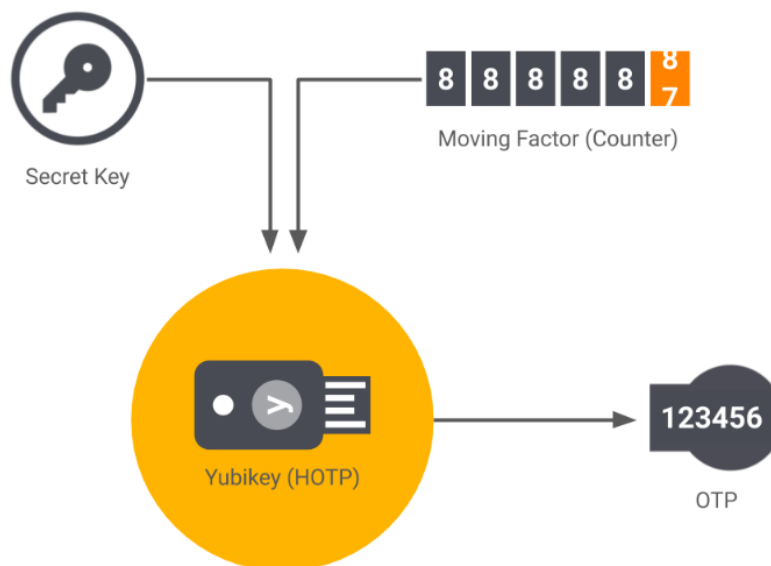 8 8 8 8 8 8
7
Moving Factor (Counter)
Secret Key
y
Yubikey (HOTP)
123456
OTP